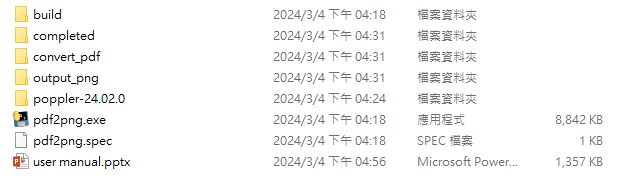 build 2024/3/4 下午 04:18 檔案資料夾
completed 2024/3/4 下午 04:31 檔案資料夾
convert_pdf 2024/3/4 下午 04:31 檔案資料夾
output_png 2024/3/4 下午 04:31 檔案資料夾
poppler-24.02.0 2024/3/4 下午 04:24 檔案資料夾
pdf2png.exe 2024/3/4 下午 04:18 應用程式 8,842 KB
pdf2png.spec 2024/3/4 下午 04:18 SPEC 檔案 1 KB
user manual.pptx 2024/3/4 下午 04:56 Microsoft Power... 1,357 KB